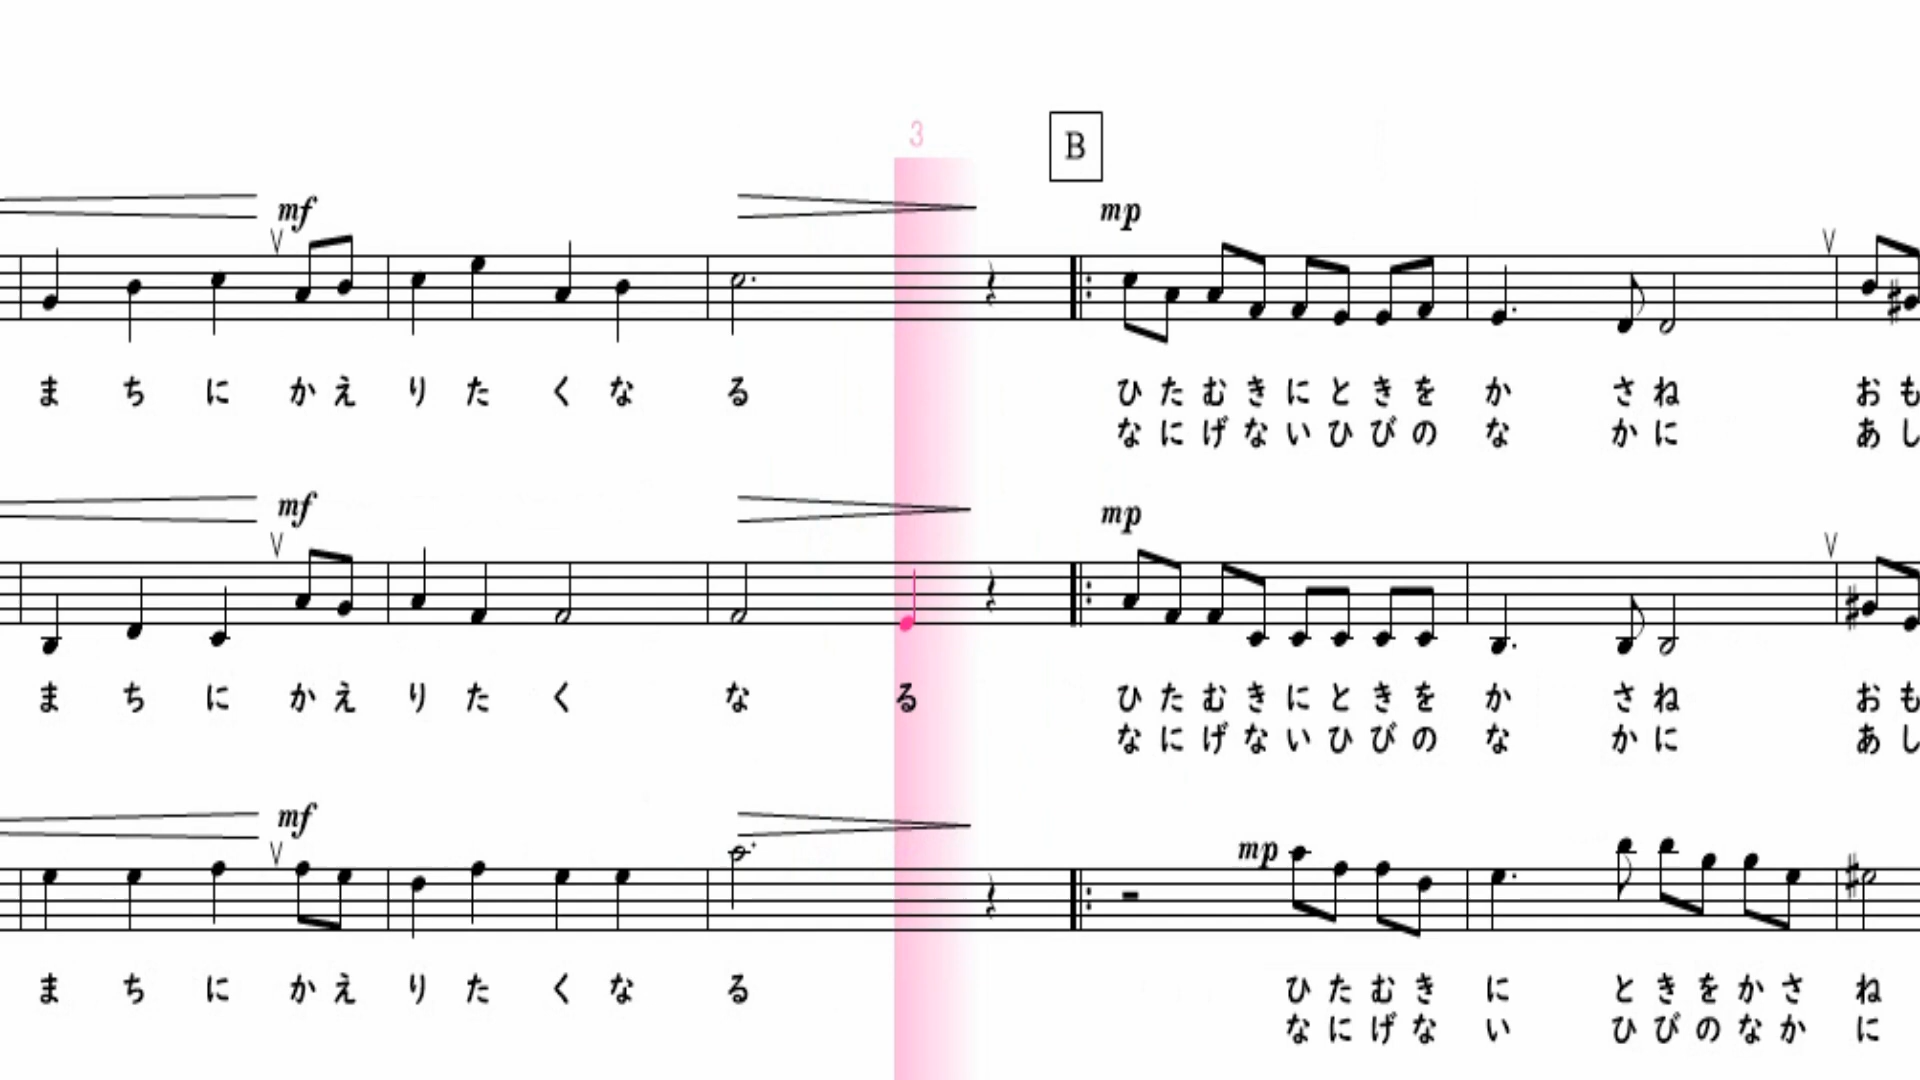 3
B
mf mp
まちにかえりたくなる ひたむきにときをかさね おも
なにげないひびのなかに あし
mf mp
まちにかえりたくなる ひたむきにときをかさね おも
なにげないひびのなかに あし
mf mp
まちにかえりたくなる ひたむきにときをかさね
なにげないひびのなかに